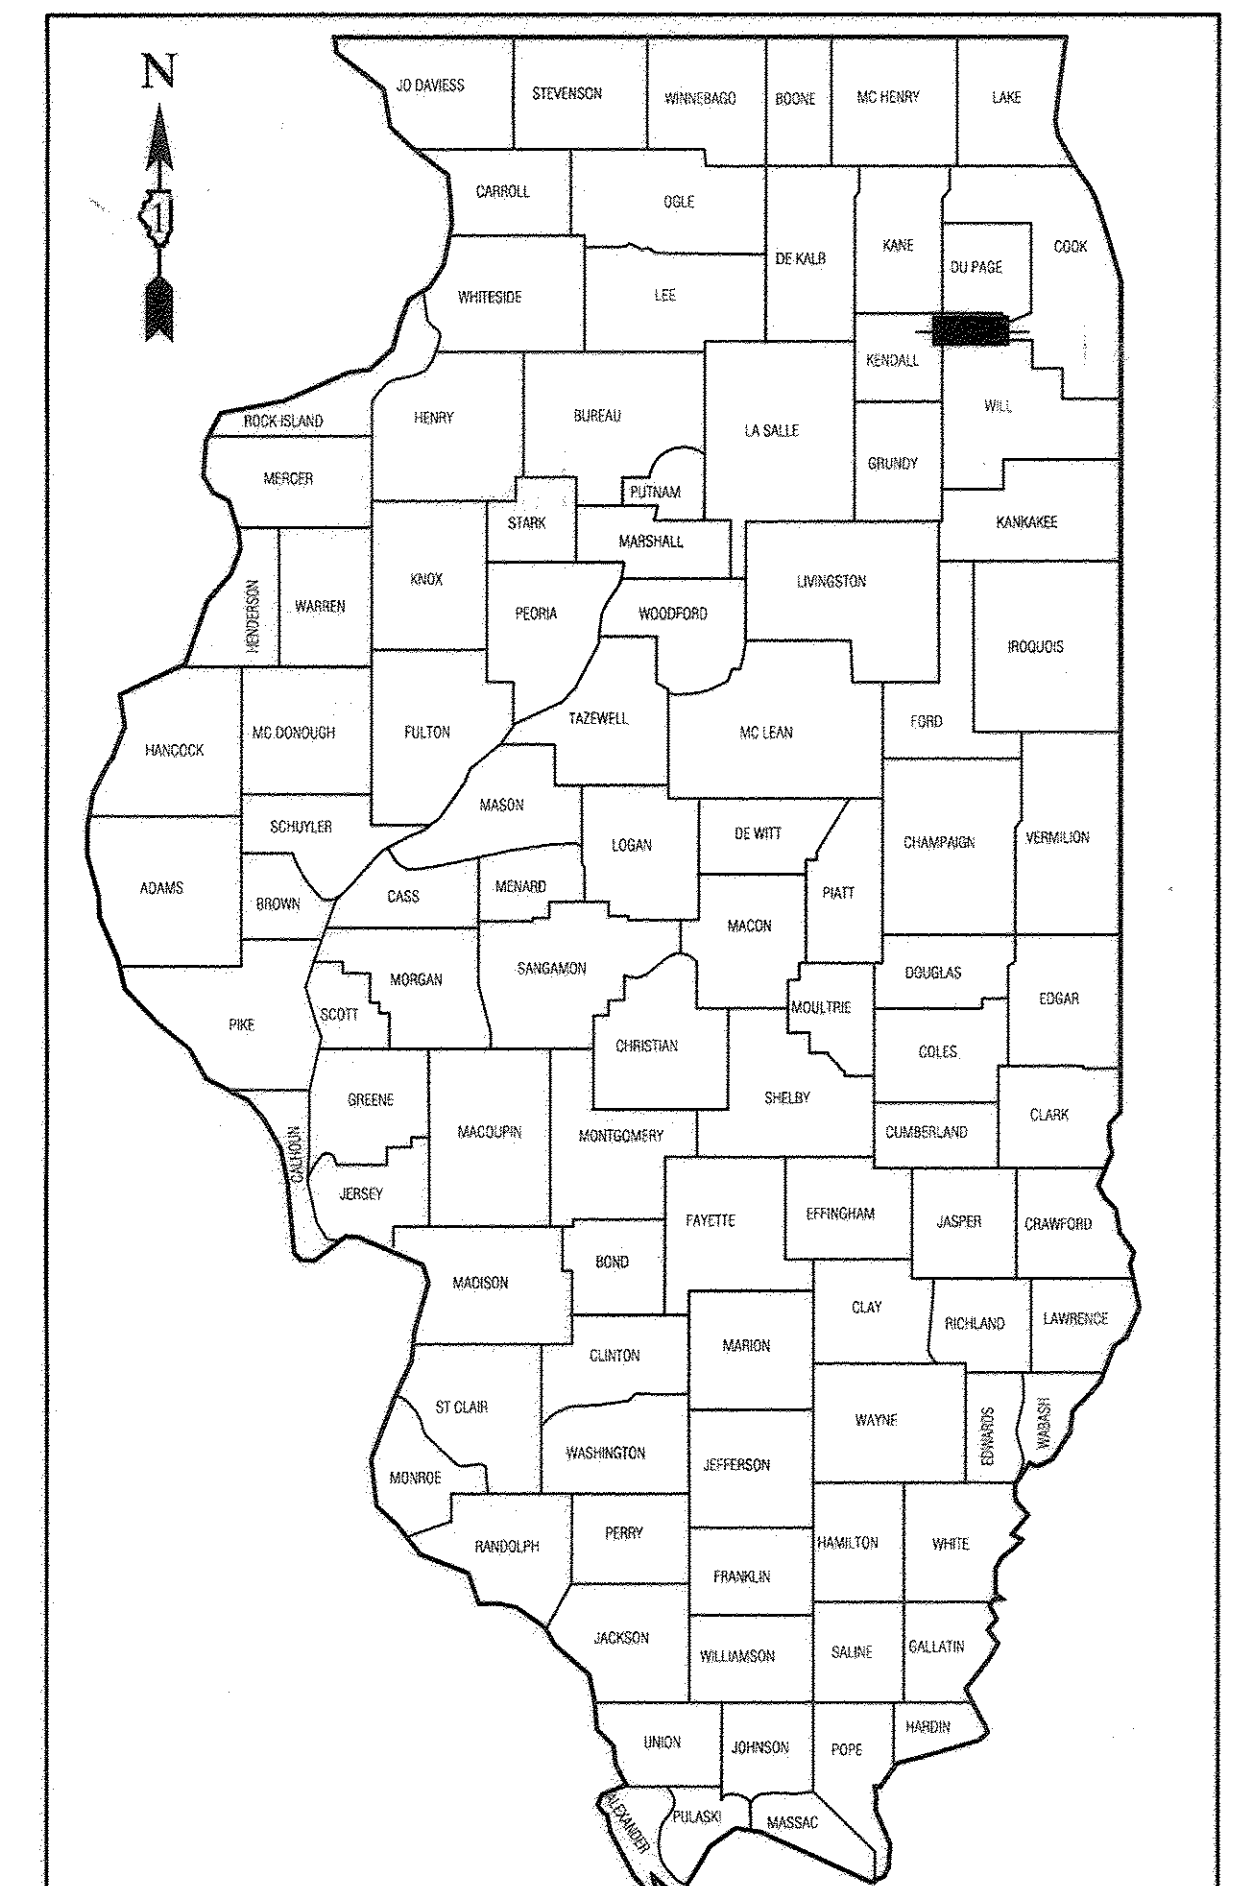 N
1
JO DAVIESS
STEVENSON
WINNEBAGO
BOONE
MC HENRY
LAKE
CARROLL
OGLE
DE KALB
KANE
DU PAGE
COOK
WHITESIDE
LEE
KENDALL
WILL
ROCK ISLAND
HENRY
BUREAU
LA SALLE
GRUNDY
MERCER
PUTNAM
STARK
MARSHALL
KANKAKEE
HENDERSON
WARREN
KNOX
PEORIA
WOODFORD
LIVINGSTON
IROQUOIS
HANCOCK
MC DONOUGH
FULTON
TAZEWELL
MC LEAN
FORD
SCHUYLER
MASON
LOGAN
DE WITT
CHAMPAIGN
VERMILION
ADAMS
BROWN
CASS
MENARD
PIATT
MACON
PIKE
SCOTT
MORGAN
SANGAMON
CHRISTIAN
MOULTRIE
DOUGLAS
EDGAR
COLES
CALHOUN
GREENE
MACOUPIN
MONTGOMERY
SHELBY
CUMBERLAND
CLARK
JERSEY
FAYETTE
EFFINGHAM
JASPER
CRAWFORD
MADISON
BOND
CLAY
RICHLAND
LAWRENCE
CLINTON
MARION
ST CLAIR
WASHINGTON
JEFFERSON
WAYNE
EDWARDS
WABASH
MONROE
RANDOLPH
PERRY
FRANKLIN
HAMILTON
WHITE
JACKSON
WILLIAMSON
SALINE
GALLATIN
UNION
JOHNSON
POPE
HARDIN
ALEXANDER
PULASKI
MASSAC